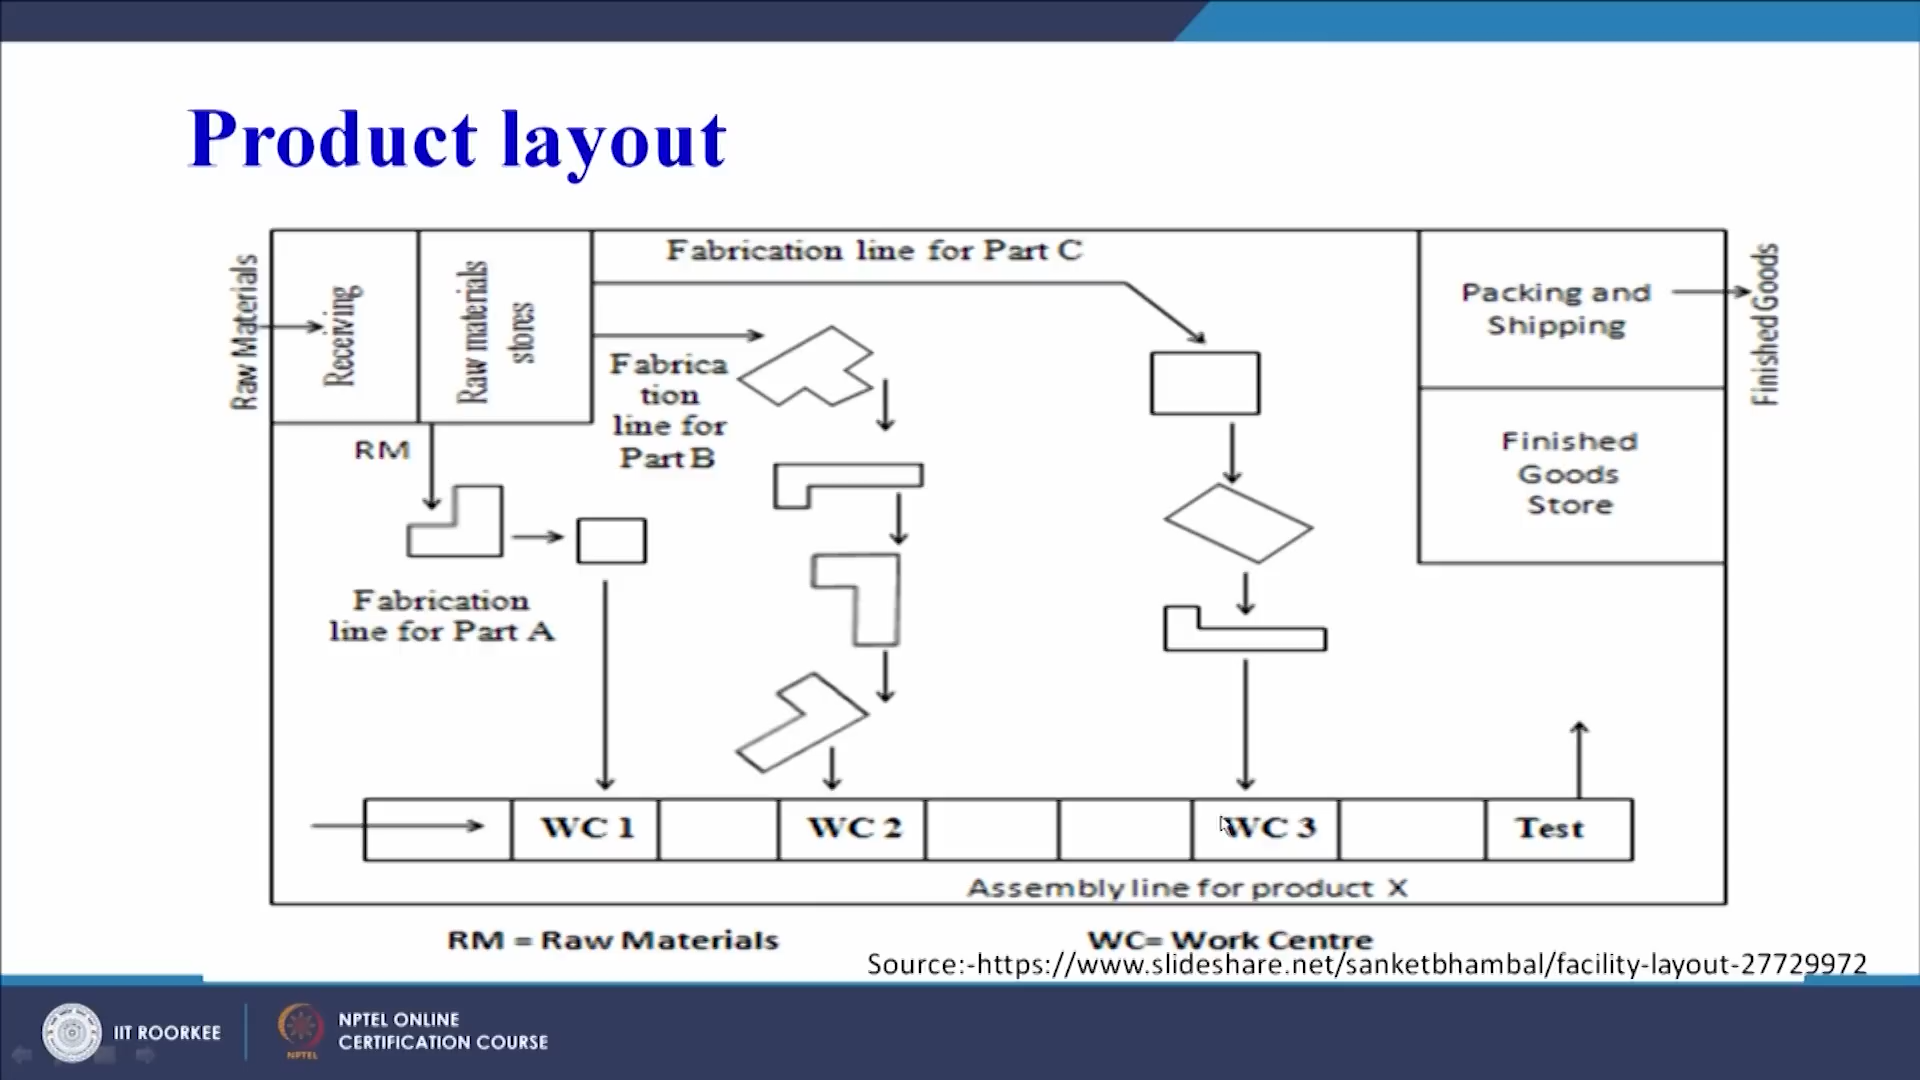 Product layout
Raw Materials
Receiving
Raw materials
stores
Fabrication line for Part C
Fabrica
tion
line for
Part B
Packing and
Shipping
Finished Goods
Finished
Goods
Store
RM
Fabrication
line for Part A
WC 1
WC 2
WC 3
Test
Assembly line for product X
RM = Raw Materials
WC= Work Centre
Source:-https://www.slideshare.net/sanketbhambal/facility-layout-27729972
IIT ROORKEE
NPTEL
NPTEL ONLINE
CERTIFICATION COURSE